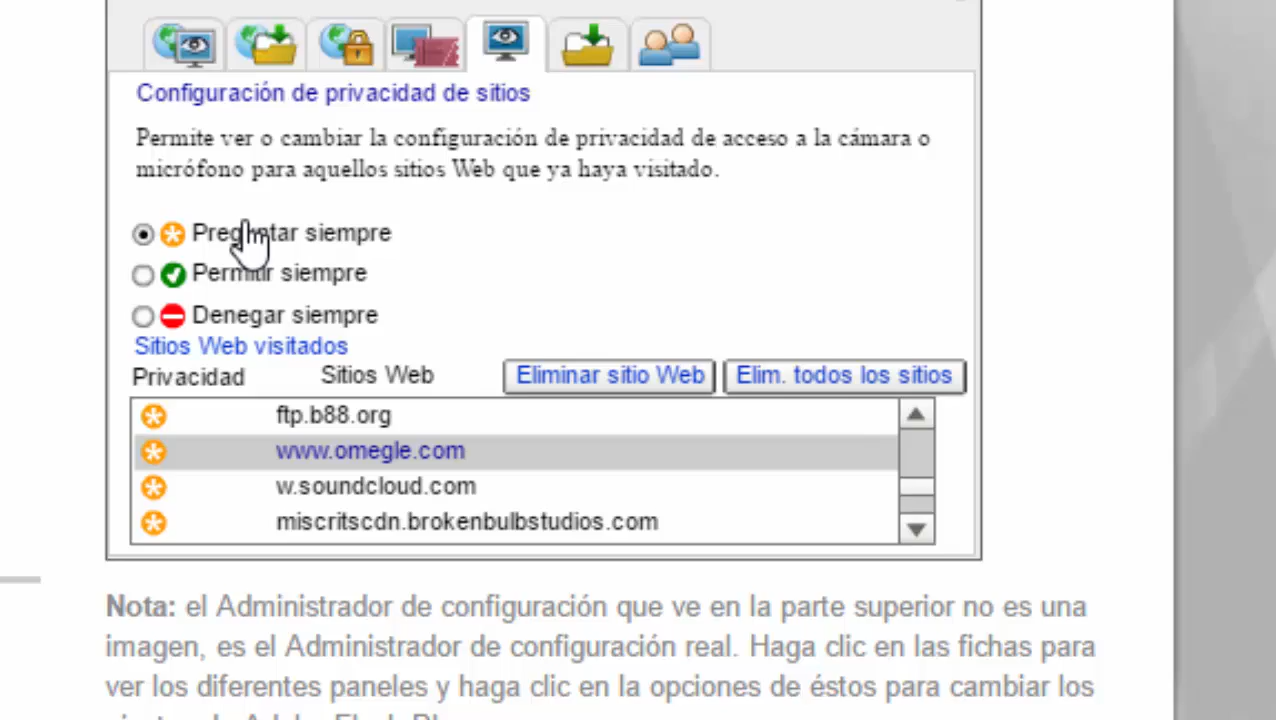 Configuración de privacidad de sitios
Permite ver o cambiar la configuración de privacidad de acceso a la cámara o
micrófono para aquellos sitios Web que ya haya visitado.
Preguntar siempre
Permitir siempre
Denegar siempre
Sitios Web visitados
Privacidad Sitios Web Eliminar sitio Web Elim. todos los sitios
ftp.b88.org
www.omegle.com
w.soundcloud.com
miscritscdn.brokenbulbstudios.com
Nota: el Administrador de configuración que ve en la parte superior no es una
imagen, es el Administrador de configuración real. Haga clic en las fichas para
ver los diferentes paneles y haga clic en la opciones de éstos para cambiar los